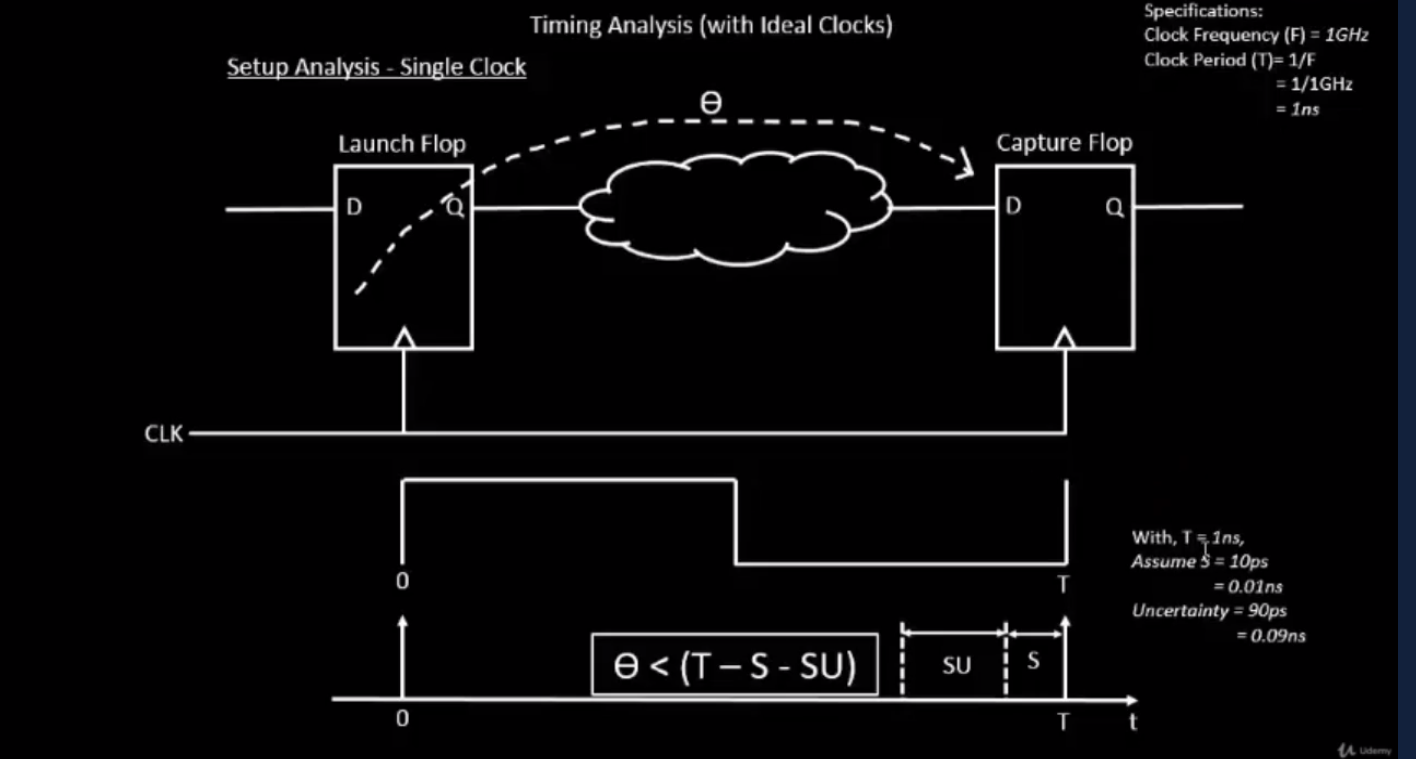 Timing Analysis (with Ideal Clocks)
Specifications:
Clock Frequency (F) = 1GHz
Clock Period (T)= 1/F
= 1/1GHz
= 1ns
Setup Analysis - Single Clock
Θ
Launch Flop
Capture Flop
D
Q
D
Q
CLK
0
T
With, T = 1ns,
Assume S = 10ps
= 0.01ns
Uncertainty = 90ps
= 0.09ns
Θ < (T – S - SU)
SU
S
0
T
t
Udemy